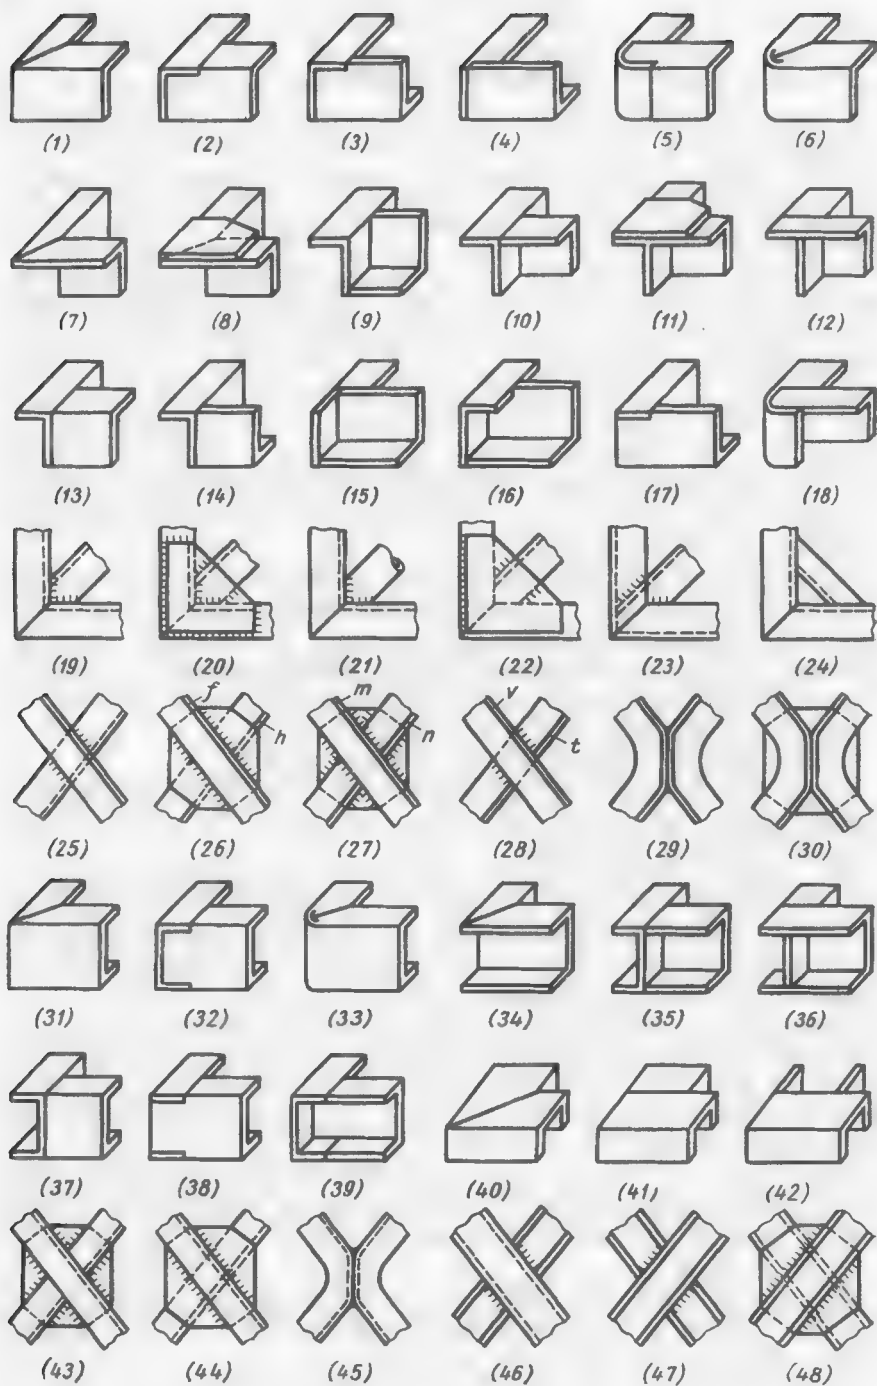 (1) (2) (3) (4) (5) (6)
(7) (8) (9) (10) (11) (12)
(13) (14) (15) (16) (17) (18)
(19) (20) (21) (22) (23) (24)
f m v
h n t
(25) (26) (27) (28) (29) (30)
(31) (32) (33) (34) (35) (36)
(37) (38) (39) (40) (41) (42)
(43) (44) (45) (46) (47) (48)